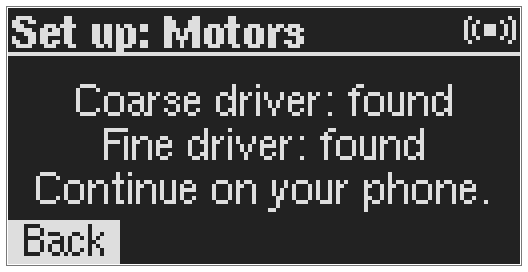 Set up: Motors
Coarse driver: found
Fine driver: found
Continue on your phone.
Back